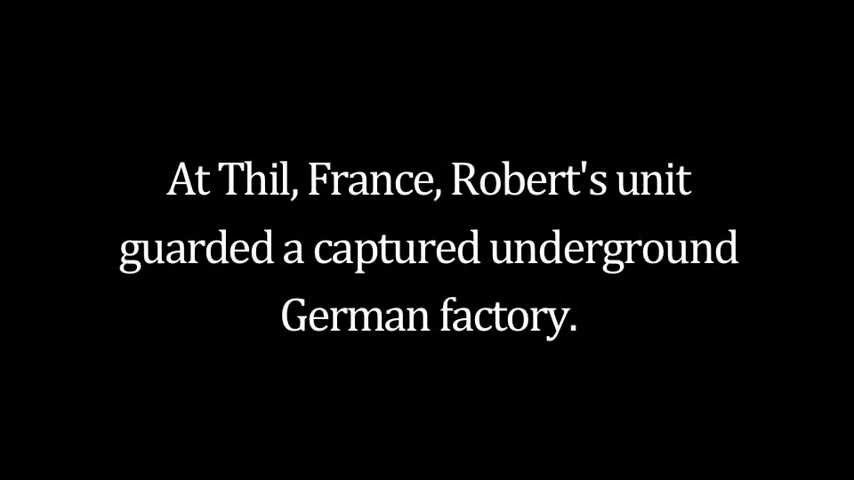 At Thil, France, Robert's unit
guarded a captured underground
German factory.